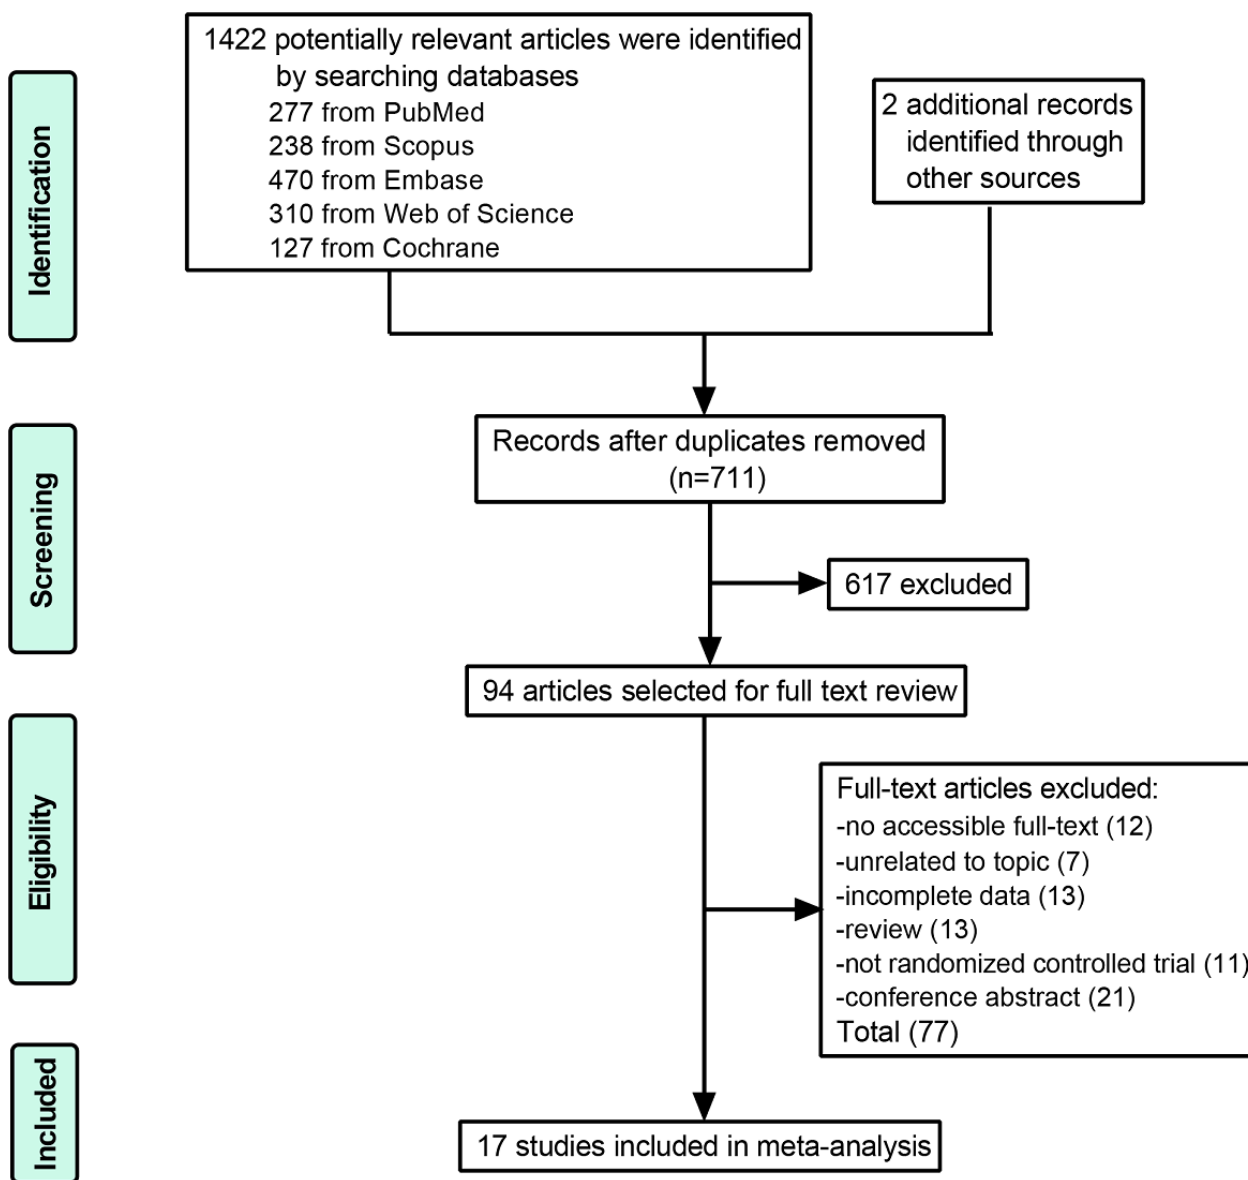 Identification
1422 potentially relevant articles were identified
by searching databases
277 from PubMed
238 from Scopus
470 from Embase
310 from Web of Science
127 from Cochrane
2 additional records
identified through
other sources
Screening
Records after duplicates removed
(n=711)
617 excluded
94 articles selected for full text review
Eligibility
Full-text articles excluded:
-no accessible full-text (12)
-unrelated to topic (7)
-incomplete data (13)
-review (13)
-not randomized controlled trial (11)
-conference abstract (21)
Total (77)
Included
17 studies included in meta-analysis